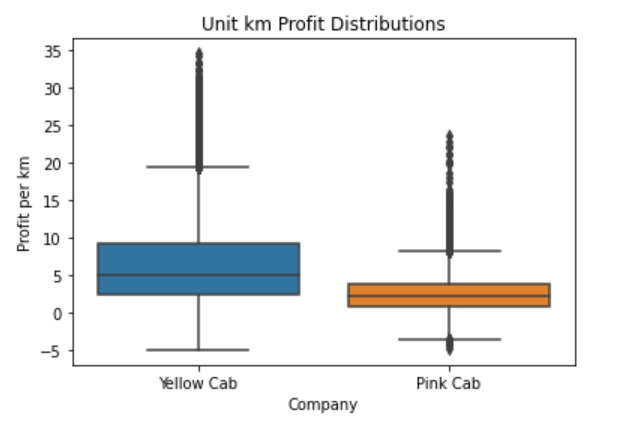 Unit km Profit Distributions
Profit per km
35
30
25
20
15
10
5
0
−5
Yellow Cab
Pink Cab
Company